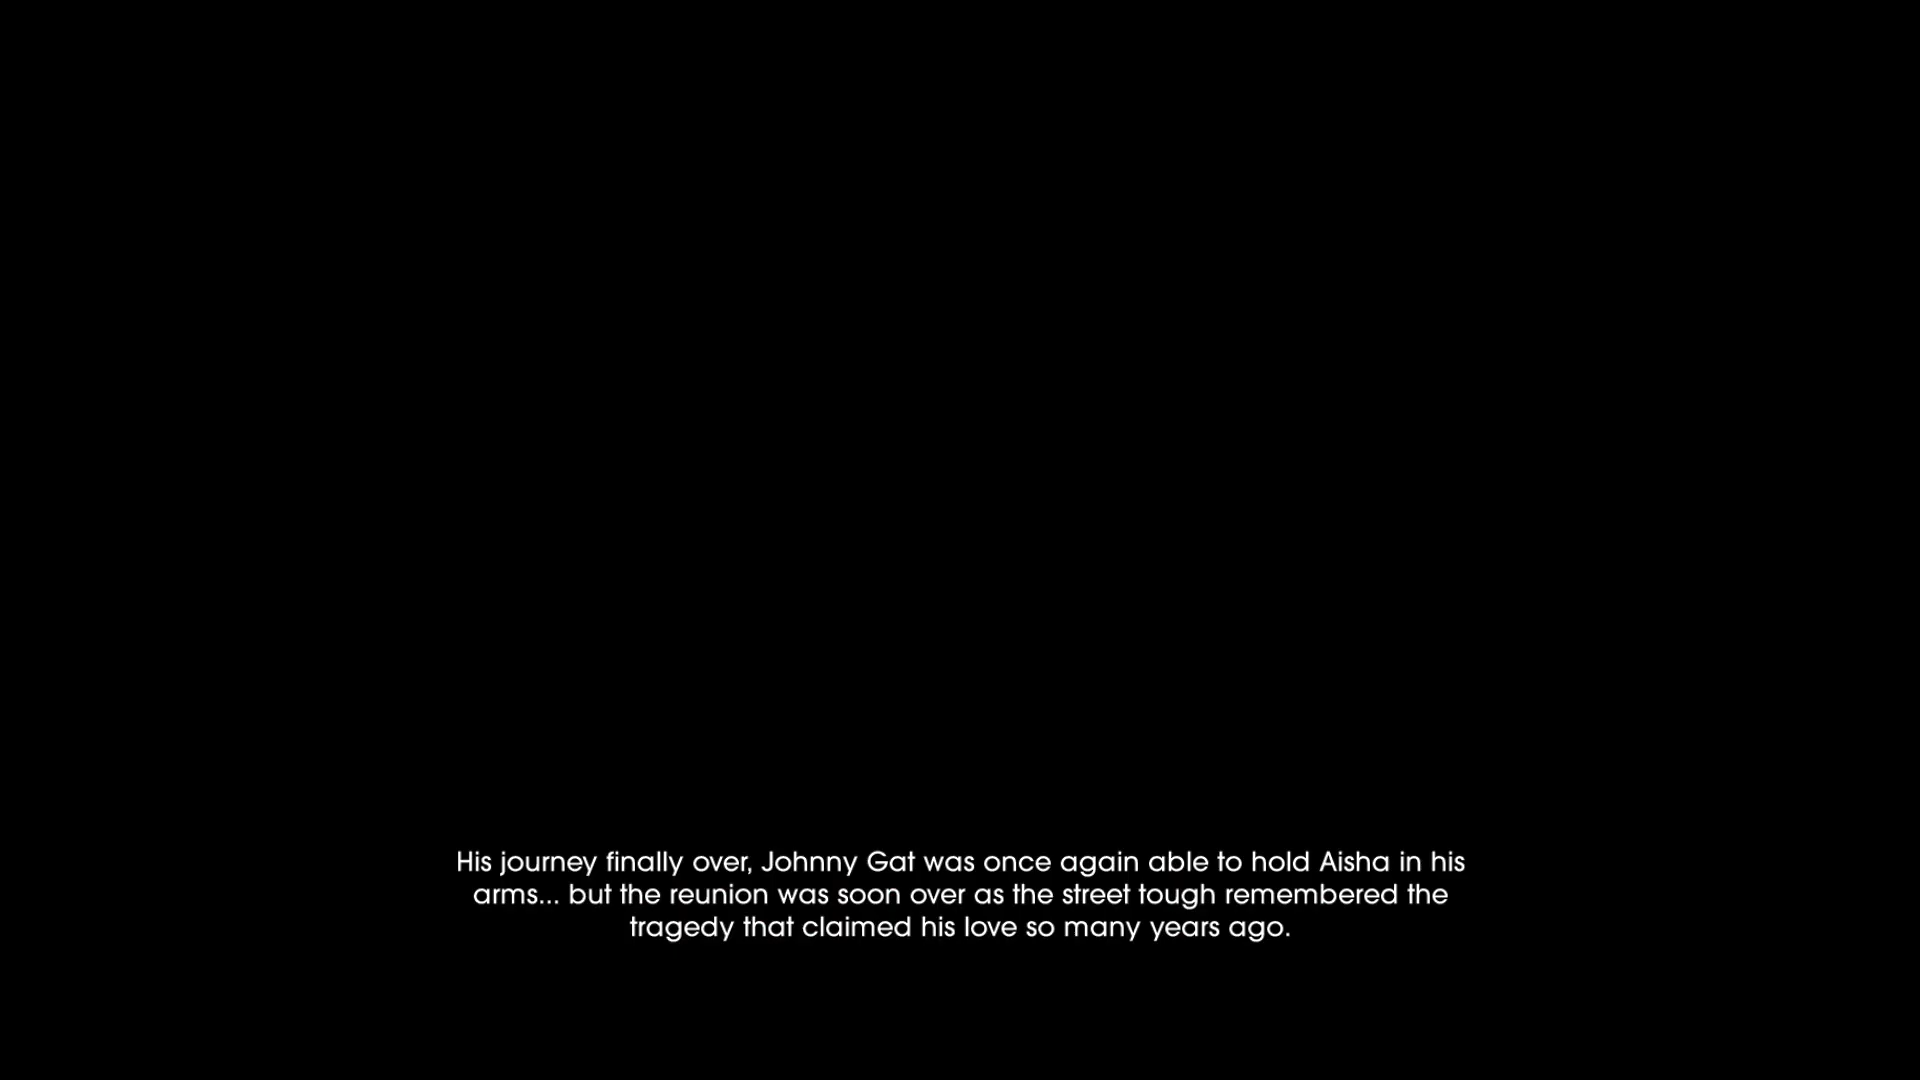 His journey finally over, Johnny Gat was once again able to hold Aisha in his
arms... but the reunion was soon over as the street tough remembered the
tragedy that claimed his love so many years ago.